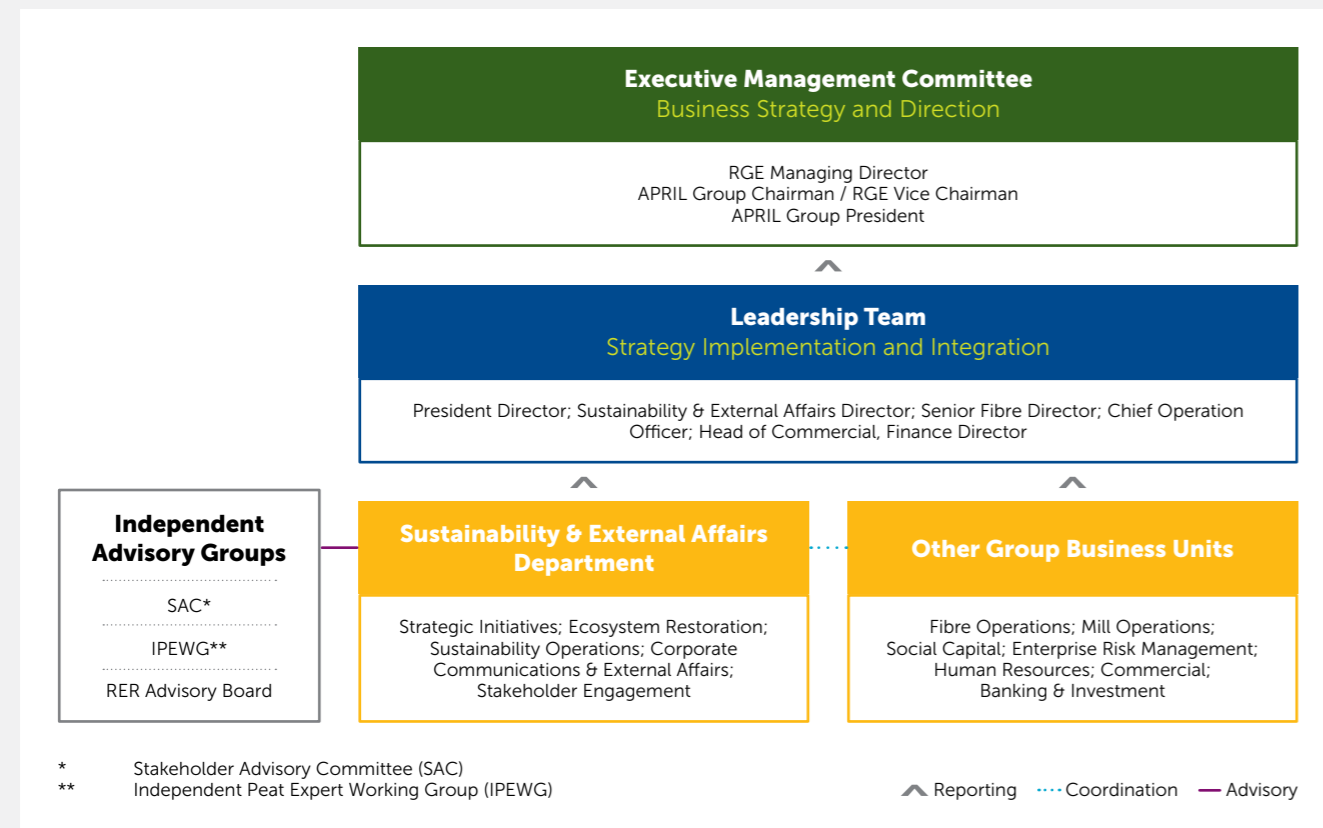 Executive Management Committee
Business Strategy and Direction
RGE Managing Director
APRIL Group Chairman / RGE Vice Chairman
APRIL Group President
Leadership Team
Strategy Implementation and Integration
President Director; Sustainability & External Affairs Director; Senior Fibre Director; Chief Operation
Officer; Head of Commercial, Finance Director
Independent
Advisory Groups
SAC*
IPEWG**
RER Advisory Board
Sustainability & External Affairs
Department
Strategic Initiatives; Ecosystem Restoration;
Sustainability Operations; Corporate
Communications & External Affairs;
Stakeholder Engagement
Other Group Business Units
Fibre Operations; Mill Operations;
Social Capital; Enterprise Risk Management;
Human Resources; Commercial;
Banking & Investment
* Stakeholder Advisory Committee (SAC)
** Independent Peat Expert Working Group (IPEWG)
Reporting Coordination Advisory